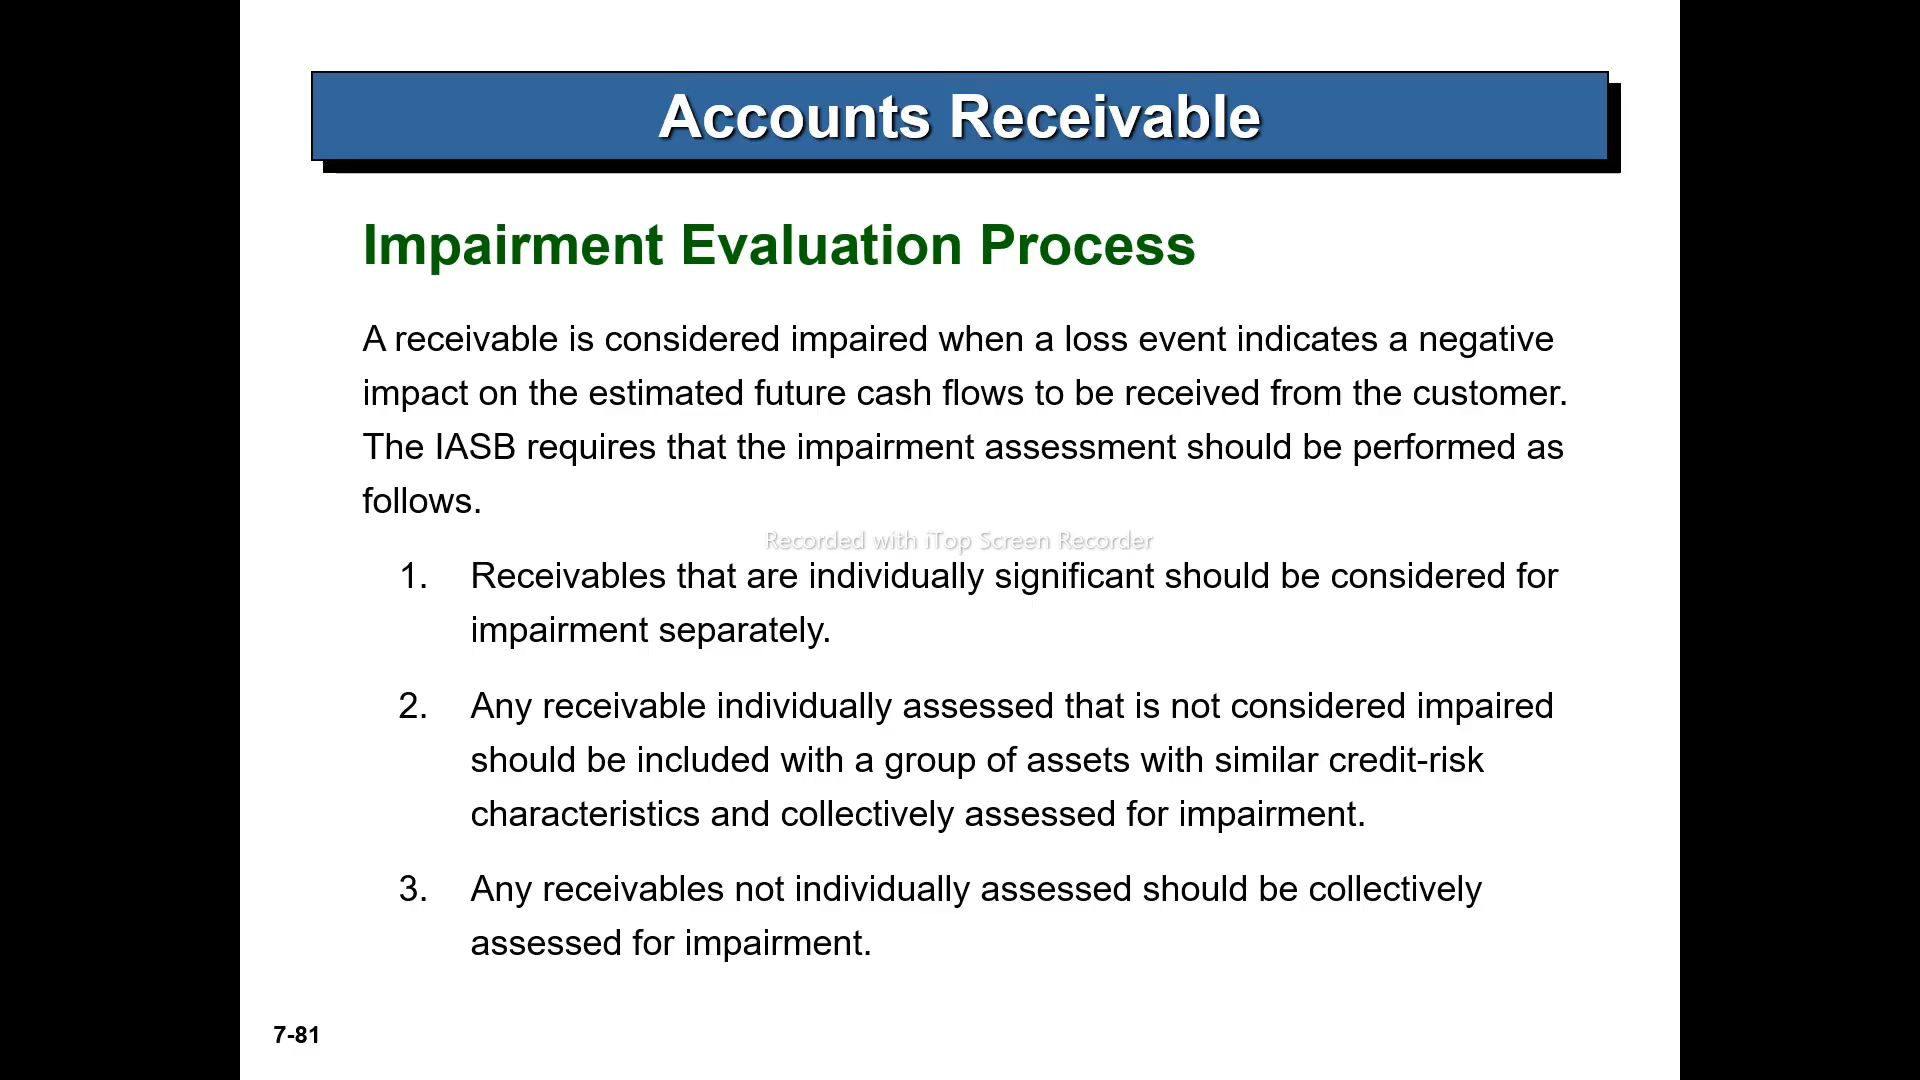 Accounts Receivable
Impairment Evaluation Process
A receivable is considered impaired when a loss event indicates a negative
impact on the estimated future cash flows to be received from the customer.
The IASB requires that the impairment assessment should be performed as
follows.
Recorded with iTop Screen Recorder
1. Receivables that are individually significant should be considered for
impairment separately.
2. Any receivable individually assessed that is not considered impaired
should be included with a group of assets with similar credit-risk
characteristics and collectively assessed for impairment.
3. Any receivables not individually assessed should be collectively
assessed for impairment.
7-81